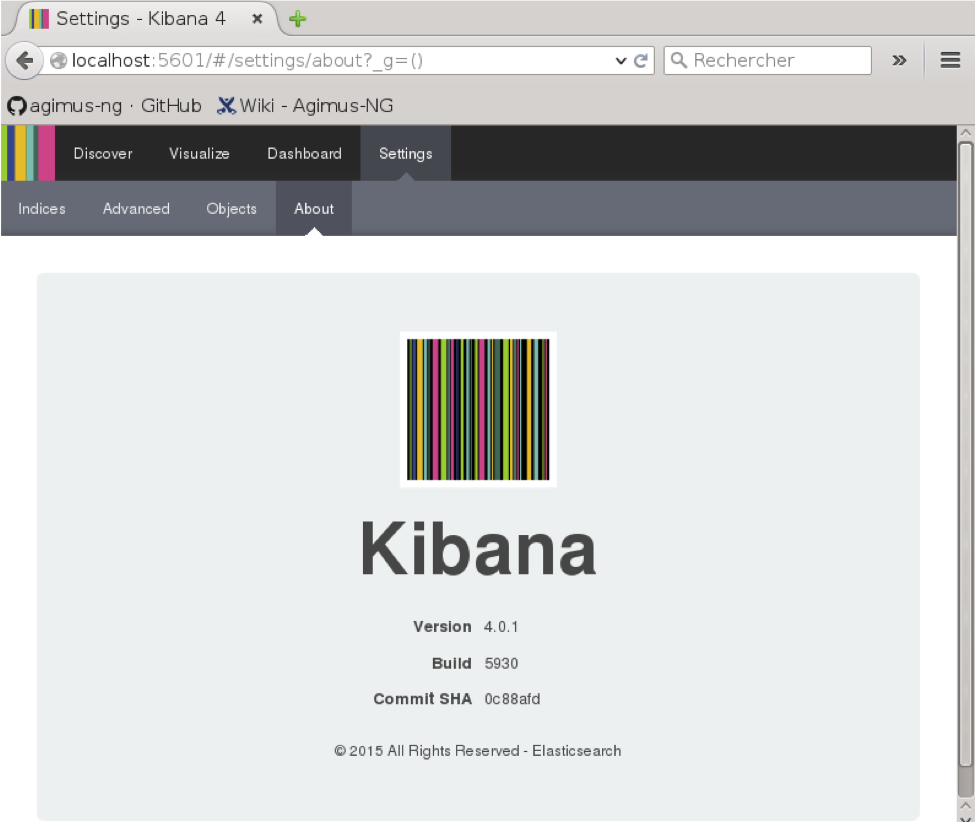 Settings - Kibana 4
localhost:5601/#/settings/about?_g=()
Rechercher
agimus-ng · GitHub
Wiki - Agimus-NG
Discover Visualize Dashboard Settings
Indices Advanced Objects About
Kibana
Version 4.0.1
Build 5930
Commit SHA 0c88afd
© 2015 All Rights Reserved - Elasticsearch